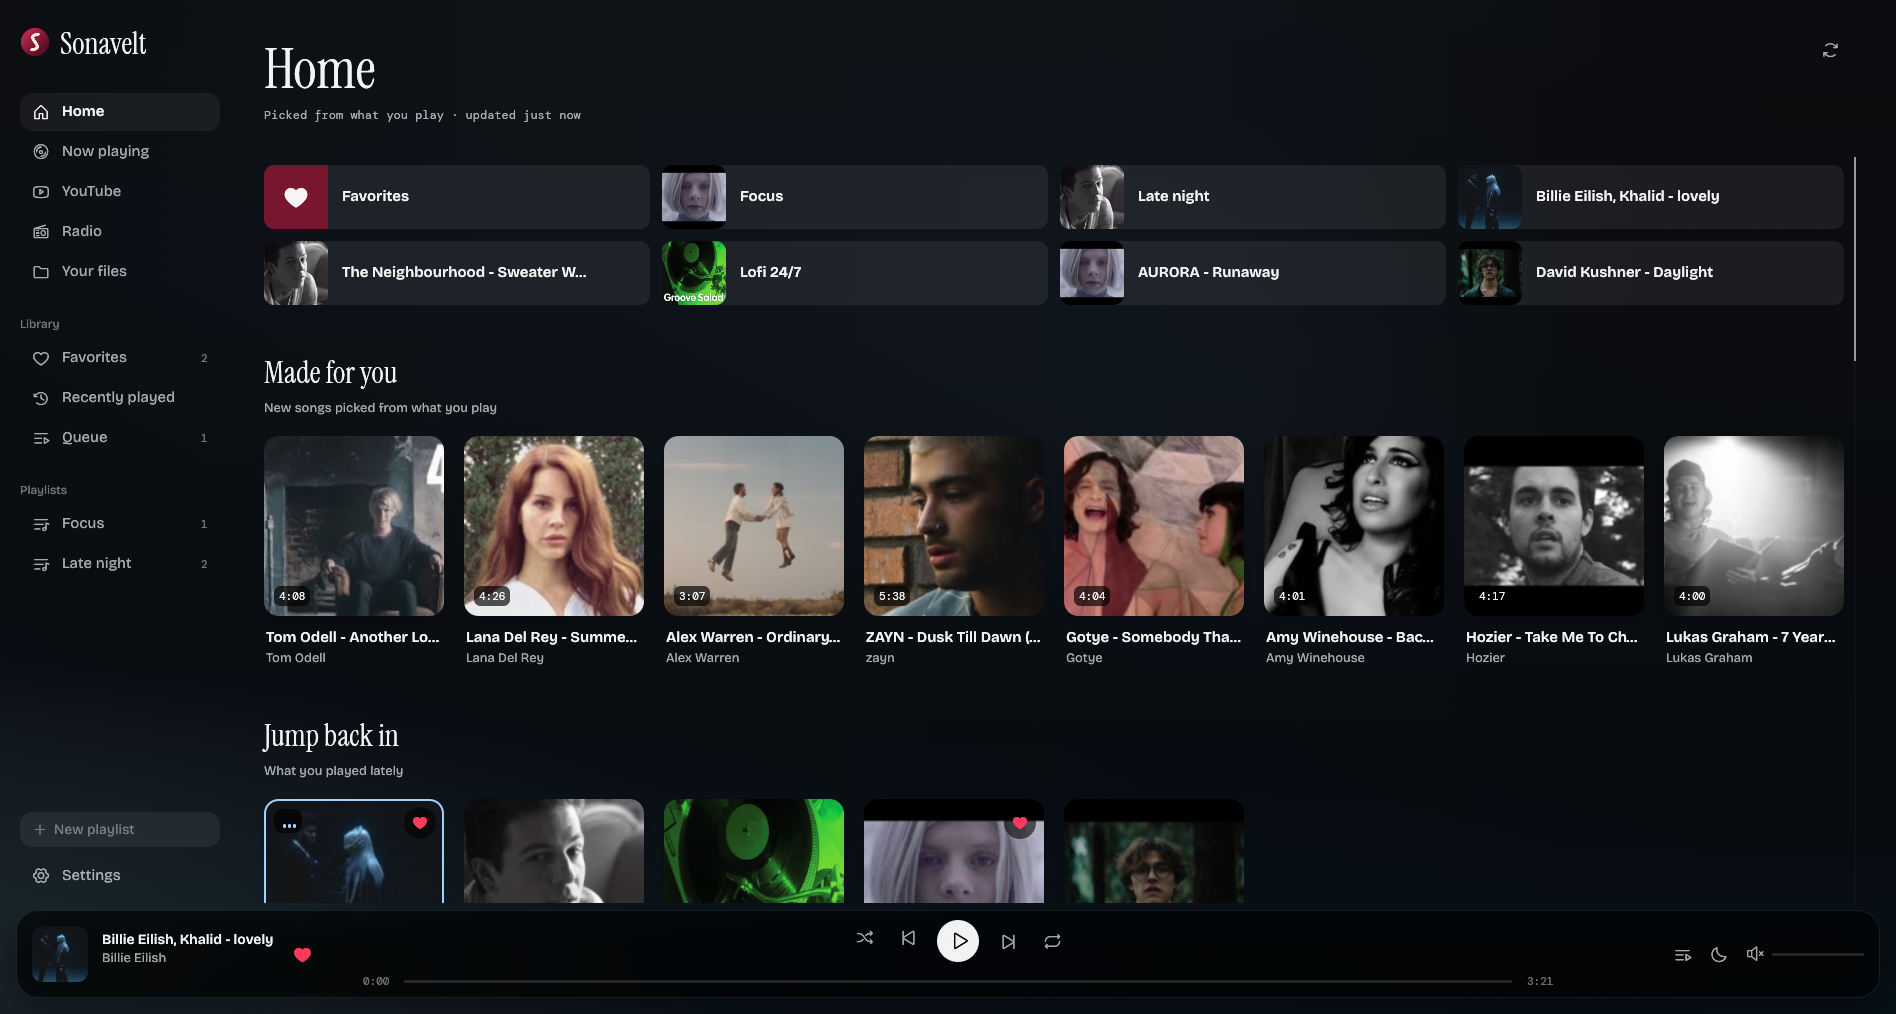 Sonavelt
Home
Now playing
YouTube
Radio
Your files
Library
Favorites 2
Recently played
Queue 1
Playlists
Focus 1
Late night 2
New playlist
Settings
Home
Picked from what you play · updated just now
Favorites
Focus
Late night
Billie Eilish, Khalid - lovely
The Neighbourhood - Sweater W...
Groove Salad
Lofi 24/7
AURORA - Runaway
David Kushner - Daylight
Made for you
New songs picked from what you play
4
4:08
4:26
3:07
5:38
4:04
4:01
4:17
4:00
Tom Odell - Another Lo...
Tom Odell
Lana Del Rey - Summe...
Lana Del Rey
Alex Warren - Ordinary...
Alex Warren
ZAYN - Dusk Till Dawn (...
zayn
Gotye - Somebody Tha...
Gotye
Amy Winehouse - Bac...
Amy Winehouse
Hozier - Take Me To Ch...
Hozier
Lukas Graham - 7 Year...
Lukas Graham
Jump back in
What you played lately
Billie Eilish, Khalid - lovely
Billie Eilish
0:00
3:21